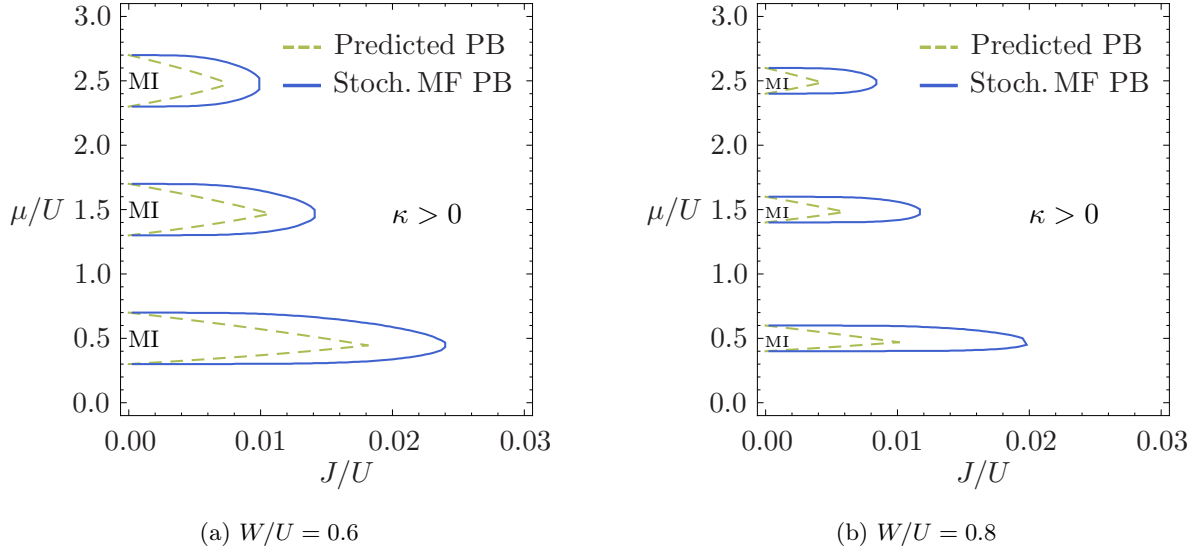 3.0
2.5
2.0
1.5
1.0
0.5
0.0
μ/U
MI
MI
MI
Predicted PB
Stoch. MF PB
κ > 0
0.00
0.01
0.02
0.03
J/U
(a) W/U = 0.6
3.0
2.5
2.0
1.5
1.0
0.5
0.0
μ/U
MI
MI
MI
Predicted PB
Stoch. MF PB
κ > 0
0.00
0.01
0.02
0.03
J/U
(b) W/U = 0.8